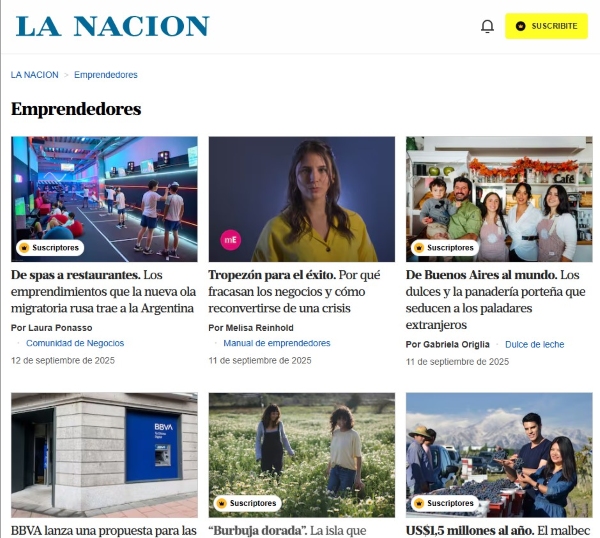 LA NACION
SUSCRIBITE
LA NACION > Emprendedores
Emprendedores
Suscriptores
De spas a restaurantes. Los
emprendimientos que la nueva ola
migratoria rusa trae a la Argentina
Por Laura Ponasso
· Comunidad de Negocios
12 de septiembre de 2025
mE
Tropezón para el éxito. Por qué
fracasan los negocios y cómo
reconvertirse de una crisis
Por Melisa Reinhold
· Manual de emprendedores
11 de septiembre de 2025
Café
Suscriptores
De Buenos Aires al mundo. Los
dulces y la panadería porteña que
seducen a los paladares
extranjeros
Por Gabriela Origlia · Dulce de leche
11 de septiembre de 2025
BBVA
BBVA lanza una propuesta para las
Suscriptores
“Burbuja dorada”. La isla que
Suscriptores
US$1,5 millones al año. El malbec